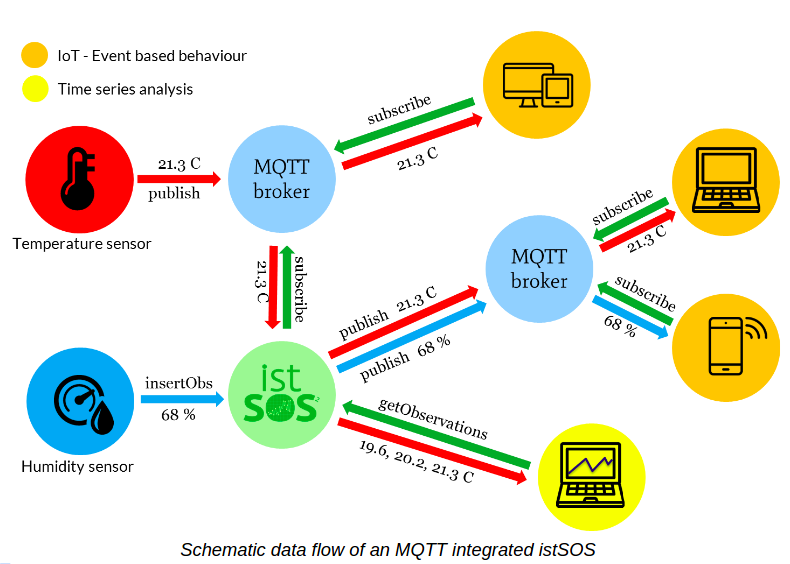 IoT - Event based behaviour
Time series analysis
subscribe
21.3 C
21.3 C
publish
MQTT
broker
Temperature sensor
subscribe
21.3 C
21.3 C
subscribe
MQTT
broker
publish 21.3 C
publish 68 %
subscribe
68 %
insertObs
68 %
ist
SOS²
getObservations
19.6, 20.2, 21.3 C
Humidity sensor
Schematic data flow of an MQTT integrated istSOS